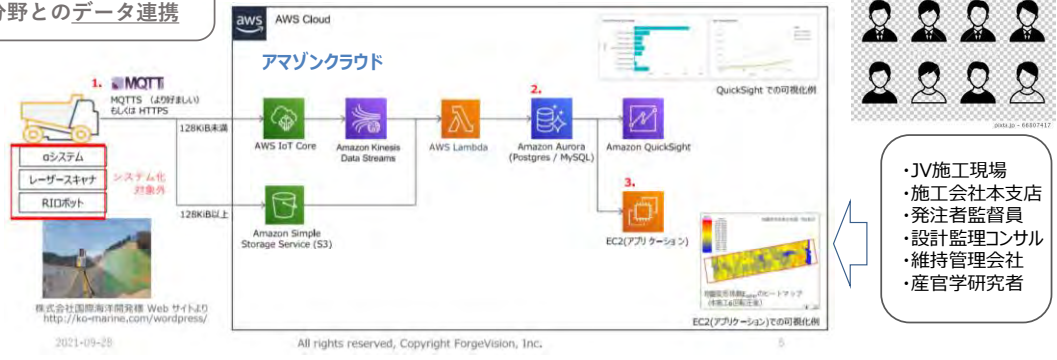 分野とのデータ連携
aws
AWS Cloud
アマゾンクラウド
1.
MQTT
MQTTS （より好ましい）
もしくは HTTPS
128KiB未満
AWS IoT Core
Amazon Kinesis
Data Streams
AWS Lambda
2.
Amazon Aurora
(Postgres / MySQL)
Amazon QuickSight
QuickSight での可視化例
αシステム
レーザースキャナ
RIロボット
システム化
対象外
128KiB以上
Amazon Simple
Storage Service (S3)
3.
EC2(アプリケーション)
EC2(アプリケーション)での可視化例
株式会社国際海洋開発様 Web サイトより
http://ko-marine.com/wordpress/
pixta.jp - 66807417
・JV施工現場
・施工会社本支店
・発注者監督員
・設計監理コンサル
・維持管理会社
・産官学研究者
2021-09-28
All rights reserved, Copyright ForgeVision, Inc.
5